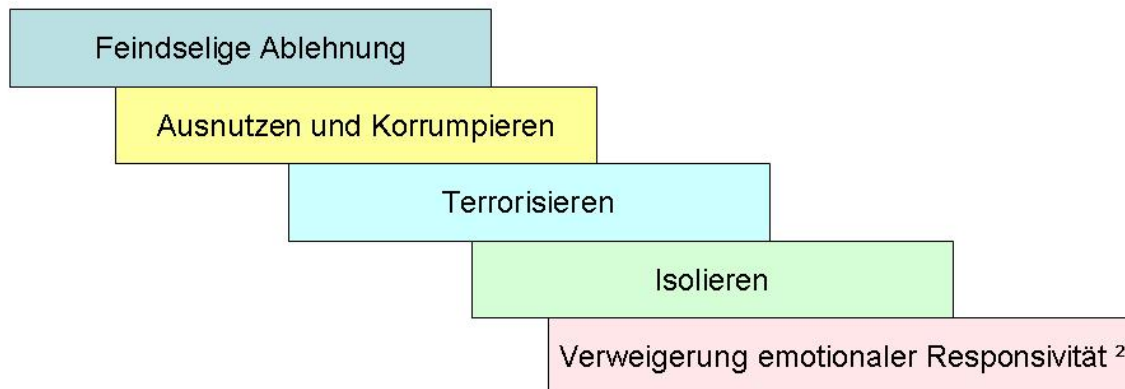 Feindselige Ablehnung
Ausnutzen und Korrumpieren
Terrorisieren
Isolieren
Verweigerung emotionaler Responsivität ²